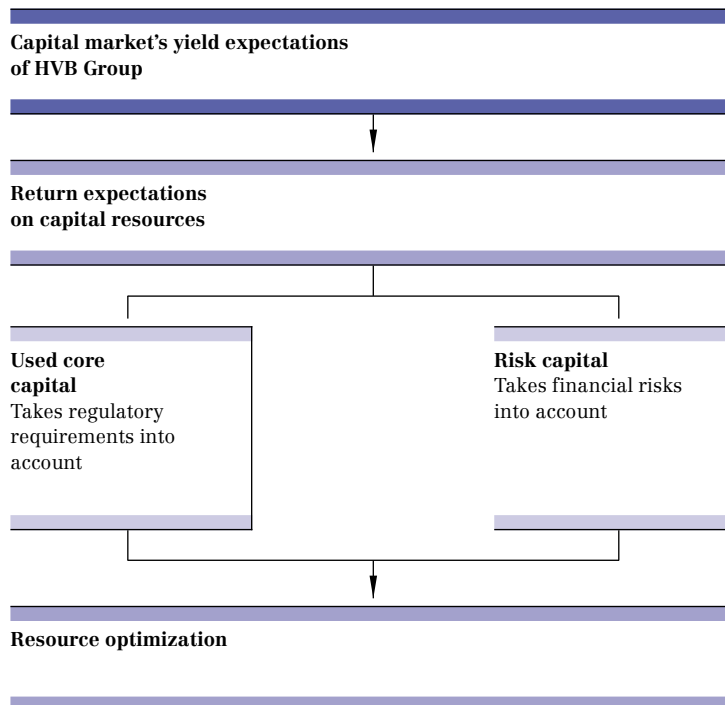 Capital market’s yield expectations
of HVB Group
Return expectations
on capital resources
Used core
capital
Takes regulatory
requirements into
account
Risk capital
Takes financial risks
into account
Resource optimization